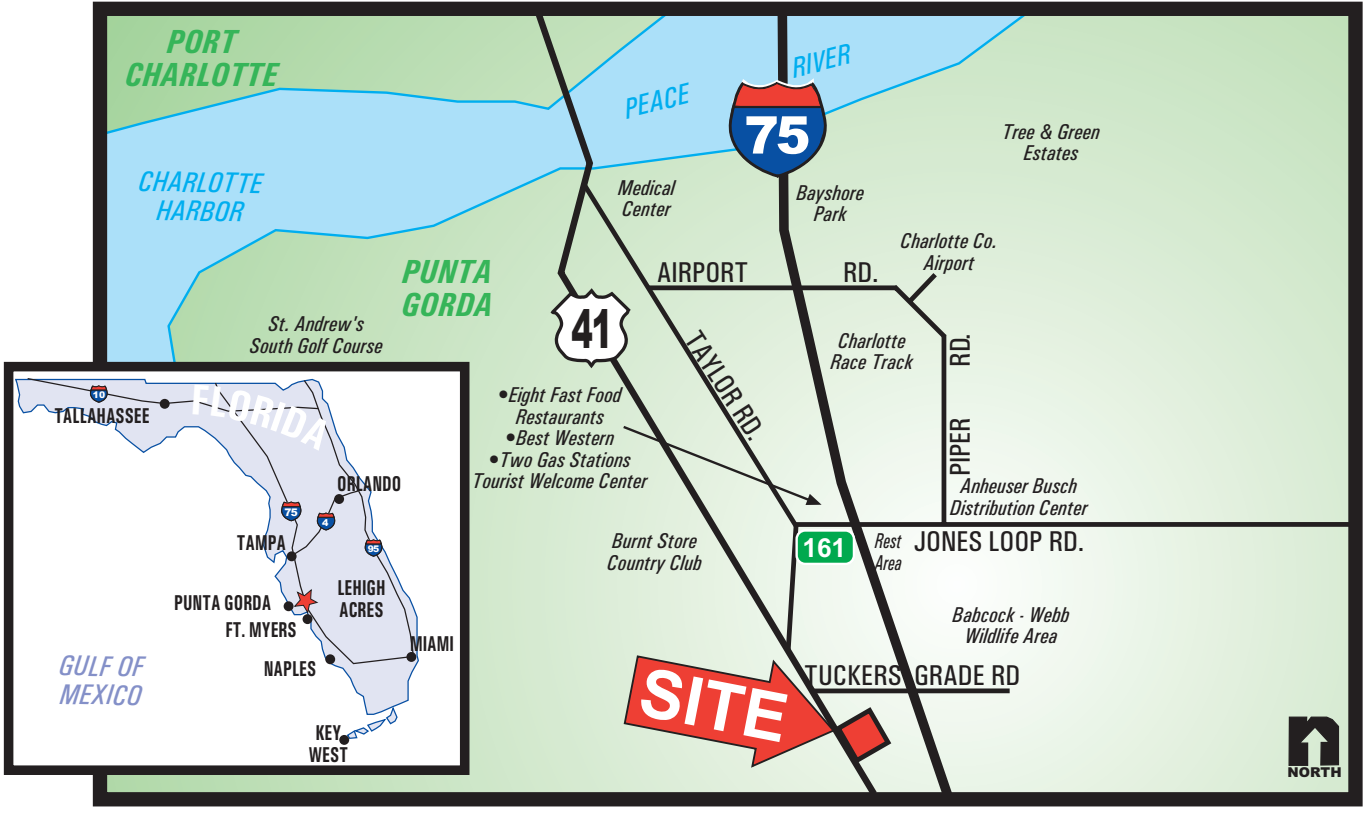 PORT
CHARLOTTE
PEACE
RIVER
75
Tree & Green
Estates
CHARLOTTE
HARBOR
Medical
Center
Bayshore
Park
Charlotte Co.
Airport
PUNTA
GORDA
AIRPORT RD.
St. Andrew's
South Golf Course
41
TAYLOR RD.
Charlotte
Race Track
PIPER RD.
•Eight Fast Food
Restaurants
•Best Western
•Two Gas Stations
Tourist Welcome Center
Anheuser Busch
Distribution Center
Burnt Store
Country Club
161
Rest
Area
JONES LOOP RD.
Babcock - Webb
Wildlife Area
TUCKERS GRADE RD
SITE
NORTH
10
TALLAHASSEE
FLORIDA
ORLANDO
75
4
TAMPA
95
LEHIGH
ACRES
PUNTA GORDA
FT. MYERS
MIAMI
NAPLES
GULF OF
MEXICO
KEY
WEST